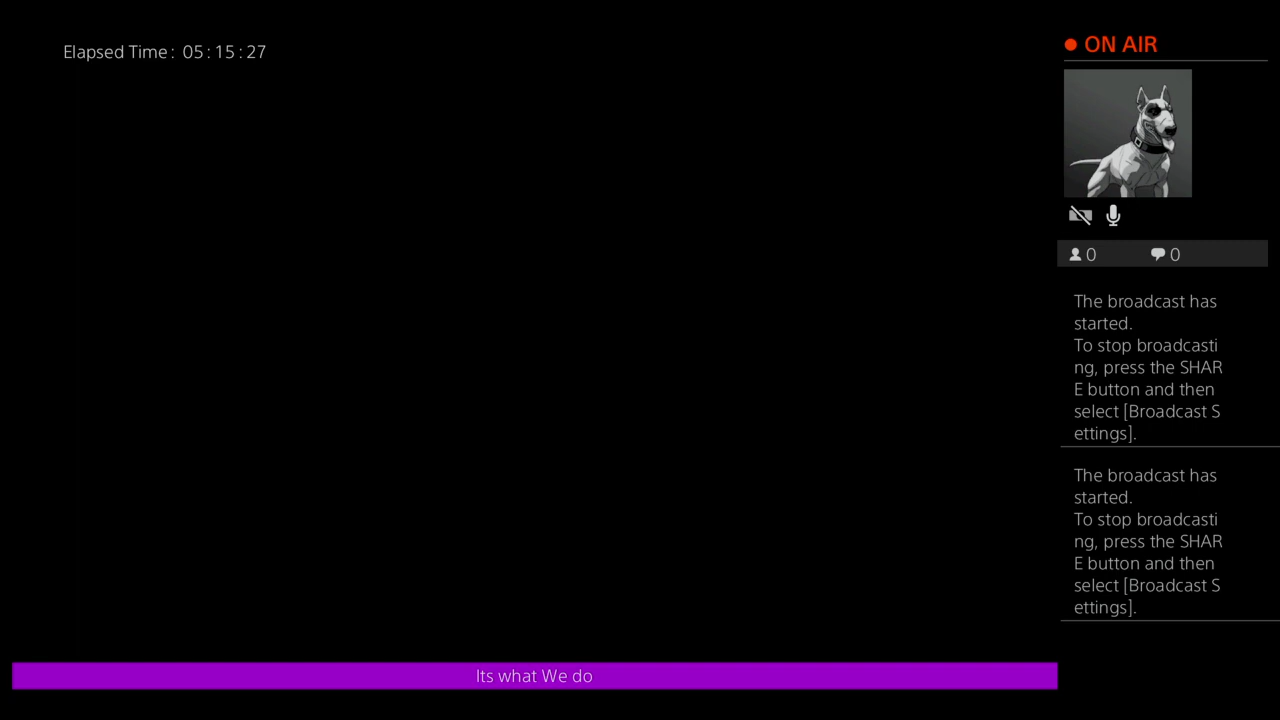 Elapsed Time: 05:15:27
ON AIR
0 0
The broadcast has
started.
To stop broadcasti
ng, press the SHAR
E button and then
select [Broadcast S
ettings].
The broadcast has
started.
To stop broadcasti
ng, press the SHAR
E button and then
select [Broadcast S
ettings].
Its what We do